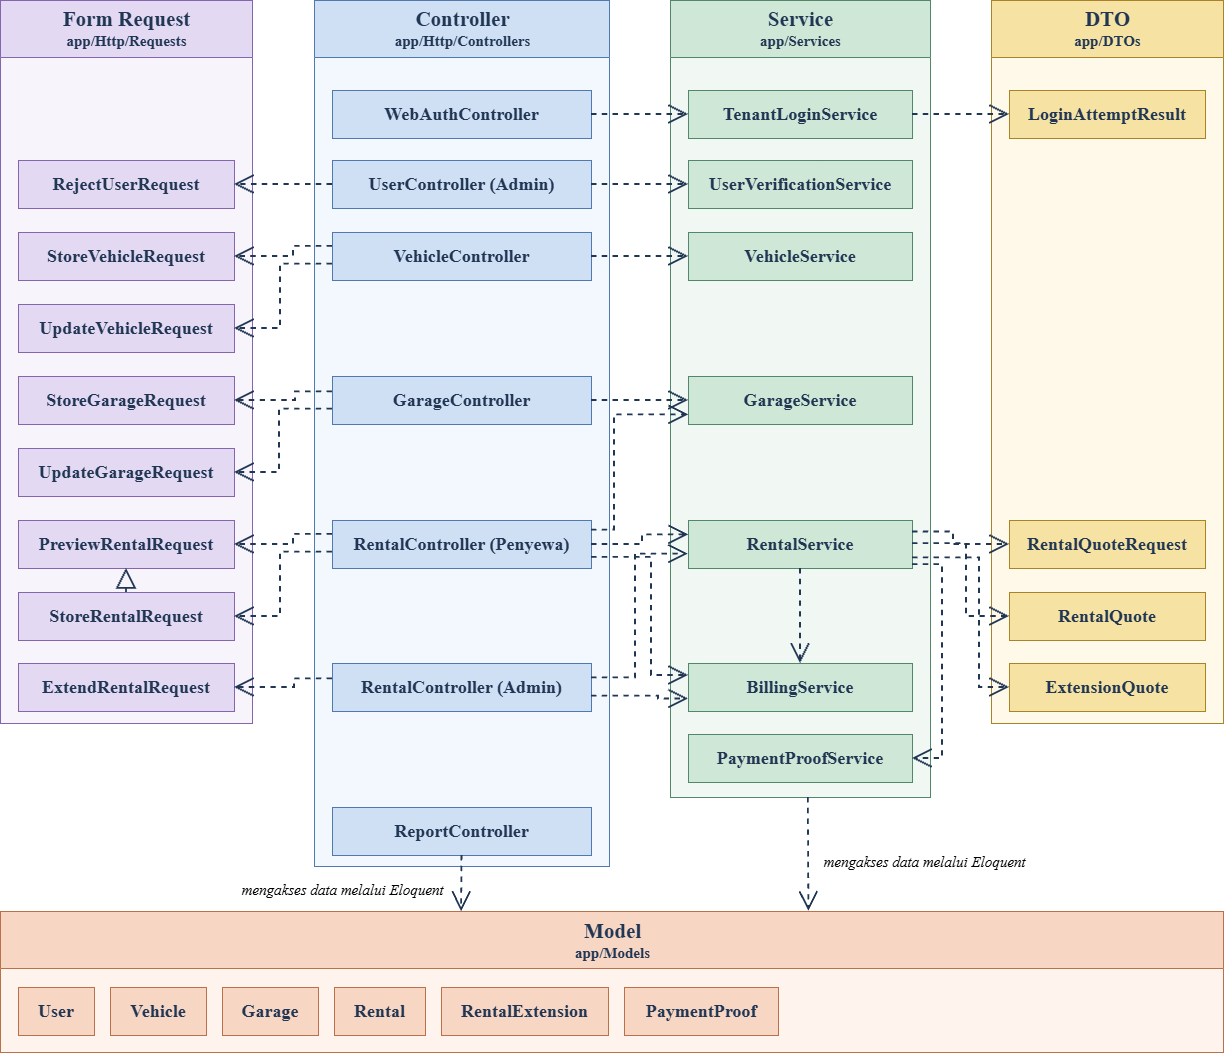 Form Request
app/Http/Requests
RejectUserRequest
StoreVehicleRequest
UpdateVehicleRequest
StoreGarageRequest
UpdateGarageRequest
PreviewRentalRequest
StoreRentalRequest
ExtendRentalRequest
Controller
app/Http/Controllers
WebAuthController
UserController (Admin)
VehicleController
GarageController
RentalController (Penyewa)
RentalController (Admin)
ReportController
Service
app/Services
TenantLoginService
UserVerificationService
VehicleService
GarageService
RentalService
BillingService
PaymentProofService
DTO
app/DTOs
LoginAttemptResult
RentalQuoteRequest
RentalQuote
ExtensionQuote
mengakses data melalui Eloquent
mengakses data melalui Eloquent
Model
app/Models
User
Vehicle
Garage
Rental
RentalExtension
PaymentProof